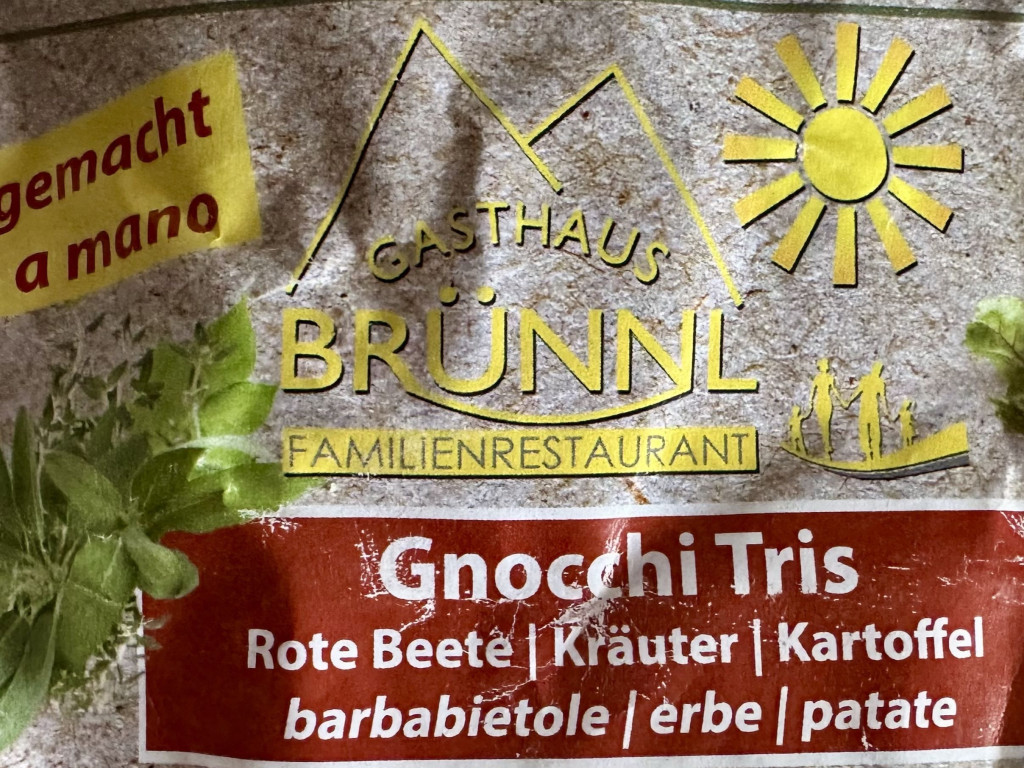 gemacht
a mano
GASTHAUS
BRÜNNL
FAMILIENRESTAURANT
Gnocchi Tris
Rote Beete | Kräuter | Kartoffel
barbabietole / erbe / patate